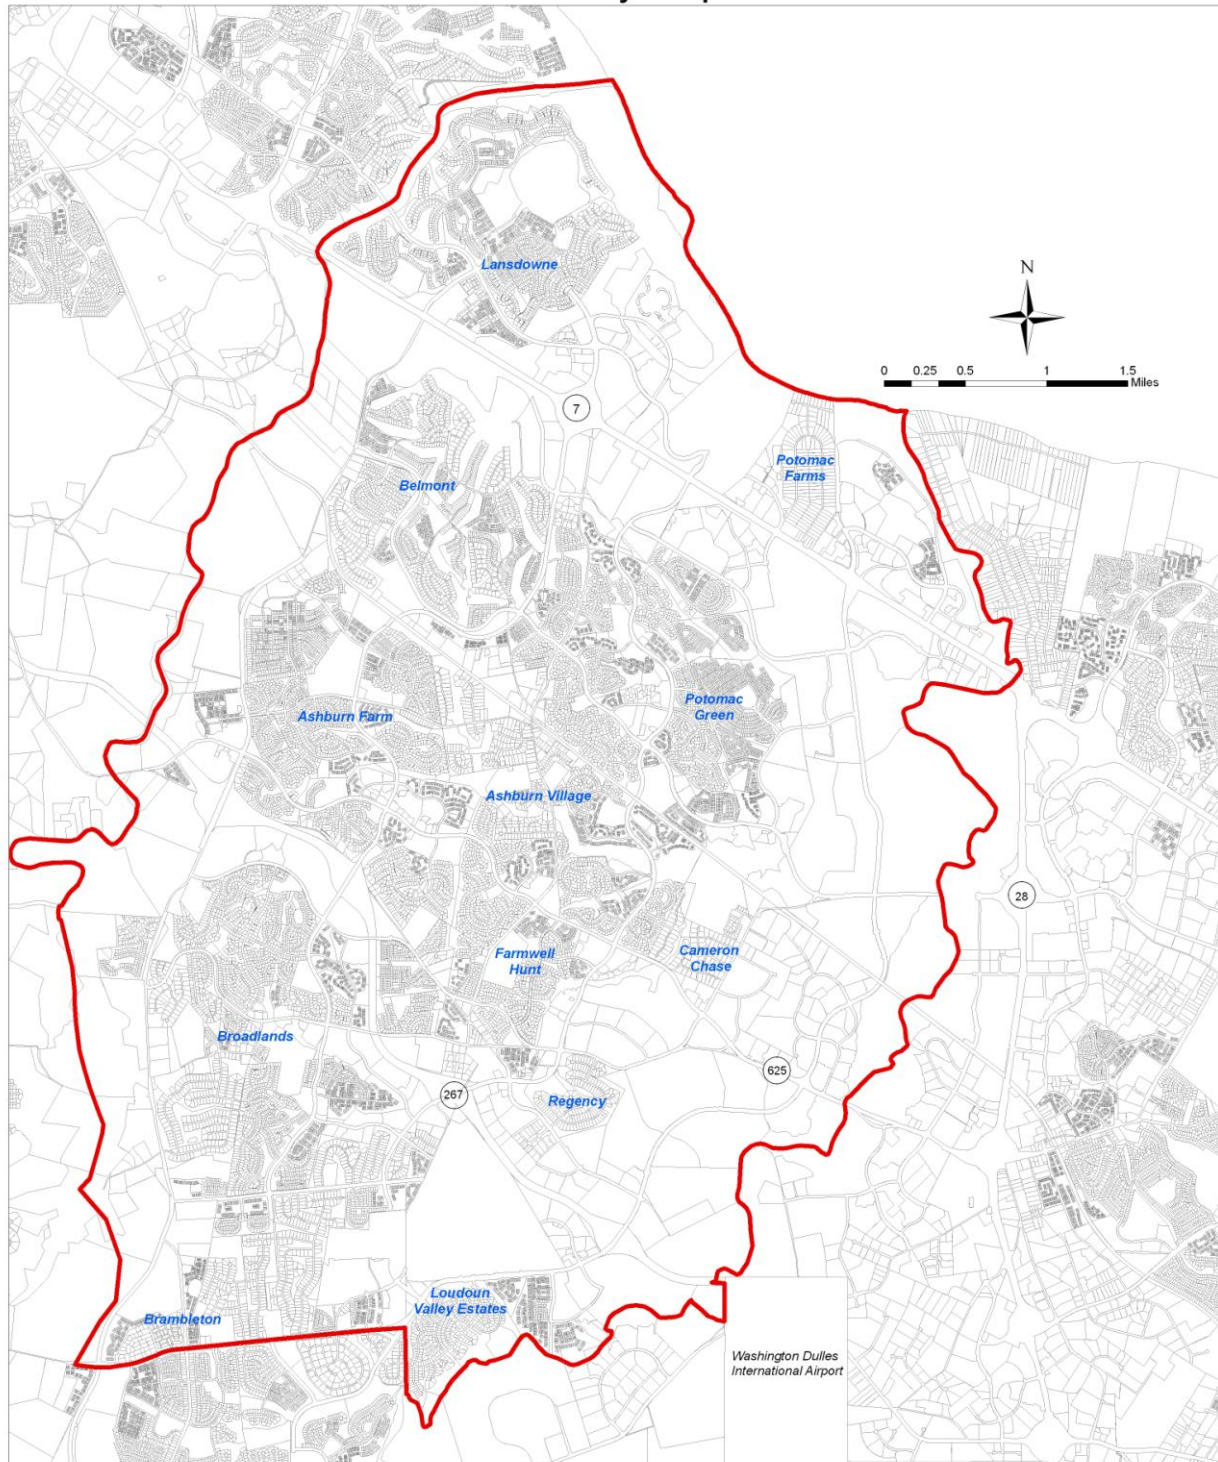 Lansdowne
N
0 0.25 0.5 1 1.5
Miles
7
Potomac
Farms
Belmont
Potomac
Green
Ashburn Farm
Ashburn Village
28
Farmwell
Hunt
Cameron
Chase
Broadlands
625
267
Regency
Loudoun
Valley Estates
Brambleton
Washington Dulles
International Airport